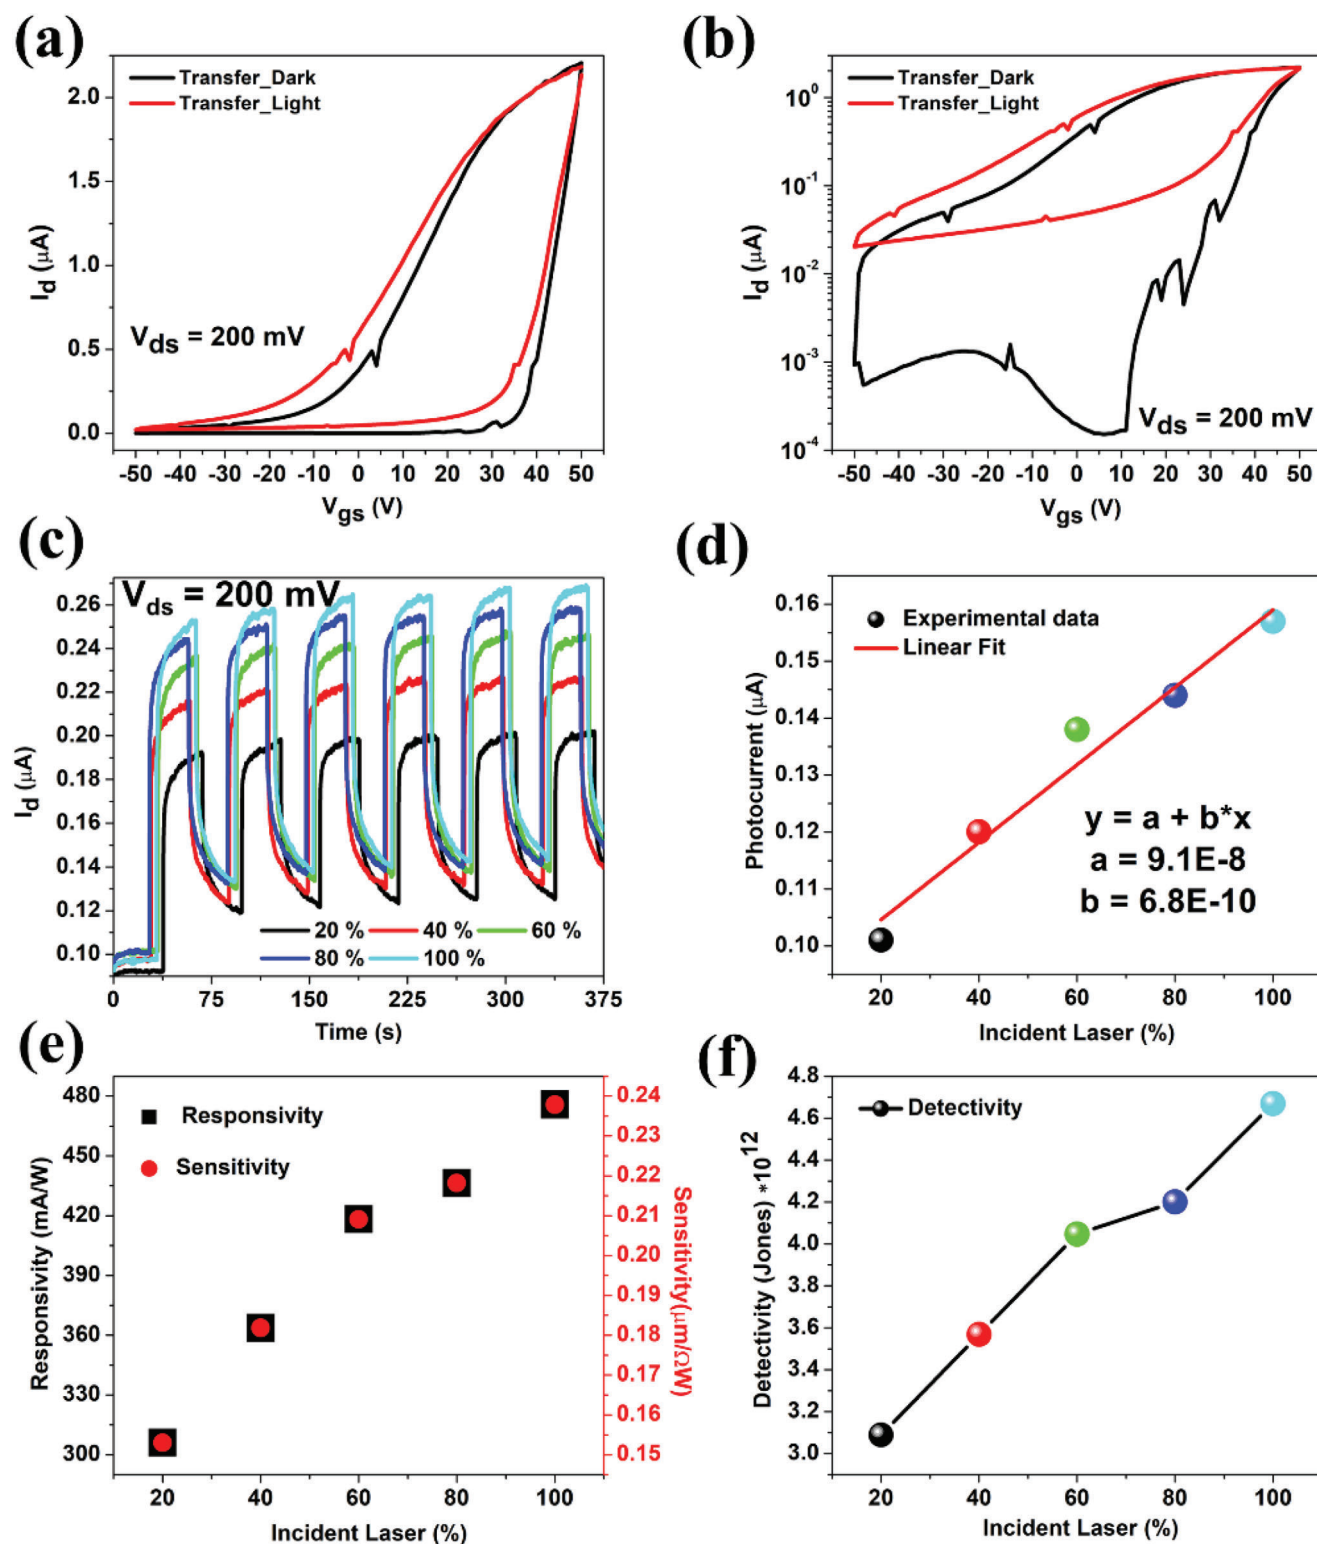 (a)
Transfer_Dark
Transfer_Light
2.0
1.5
1.0
0.5
0.0
Id (μA)
Vds = 200 mV
-50 -40 -30 -20 -10 0 10 20 30 40 50
Vgs (V)
(b)
Transfer_Dark
Transfer_Light
10^0
10^-1
10^-2
10^-3
10^-4
Id (μA)
Vds = 200 mV
-50 -40 -30 -20 -10 0 10 20 30 40 50
Vgs (V)
(c)
Vds = 200 mV
0.26
0.24
0.22
0.20
0.18
0.16
0.14
0.12
0.10
Id (μA)
20 % 40 % 60 %
80 % 100 %
0 75 150 225 300 375
Time (s)
(d)
Experimental data
Linear Fit
0.16
0.15
0.14
0.13
0.12
0.11
0.10
Photocurrent (μA)
y = a + b*x
a = 9.1E-8
b = 6.8E-10
20 40 60 80 100
Incident Laser (%)
(e)
Responsivity
Sensitivity
480
450
420
390
360
330
300
Responsivity (mA/W)
0.24
0.23
0.22
0.21
0.20
0.19
0.18
0.17
0.16
0.15
Sensitivity(μm/ΩW)
20 40 60 80 100
Incident Laser (%)
(f)
Detectivity
4.8
4.6
4.4
4.2
4.0
3.8
3.6
3.4
3.2
3.0
Detectivity (Jones) *10^12
20 40 60 80 100
Incident Laser (%)